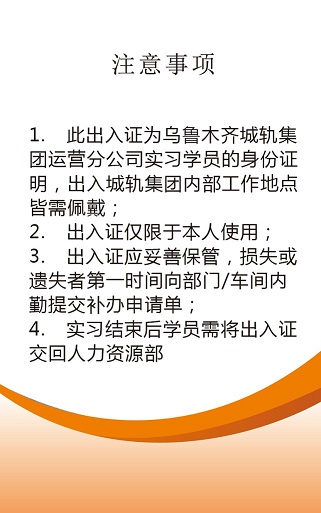 注意事项
1. 此出入证为乌鲁木齐城轨集
团运营分公司实习学员的身份证
明，出入城轨集团内部工作地点
皆需佩戴；
2. 出入证仅限于本人使用；
3. 出入证应妥善保管，损失或
遗失者第一时间向部门/车间内
勤提交补办申请单；
4. 实习结束后学员需将出入证
交回人力资源部